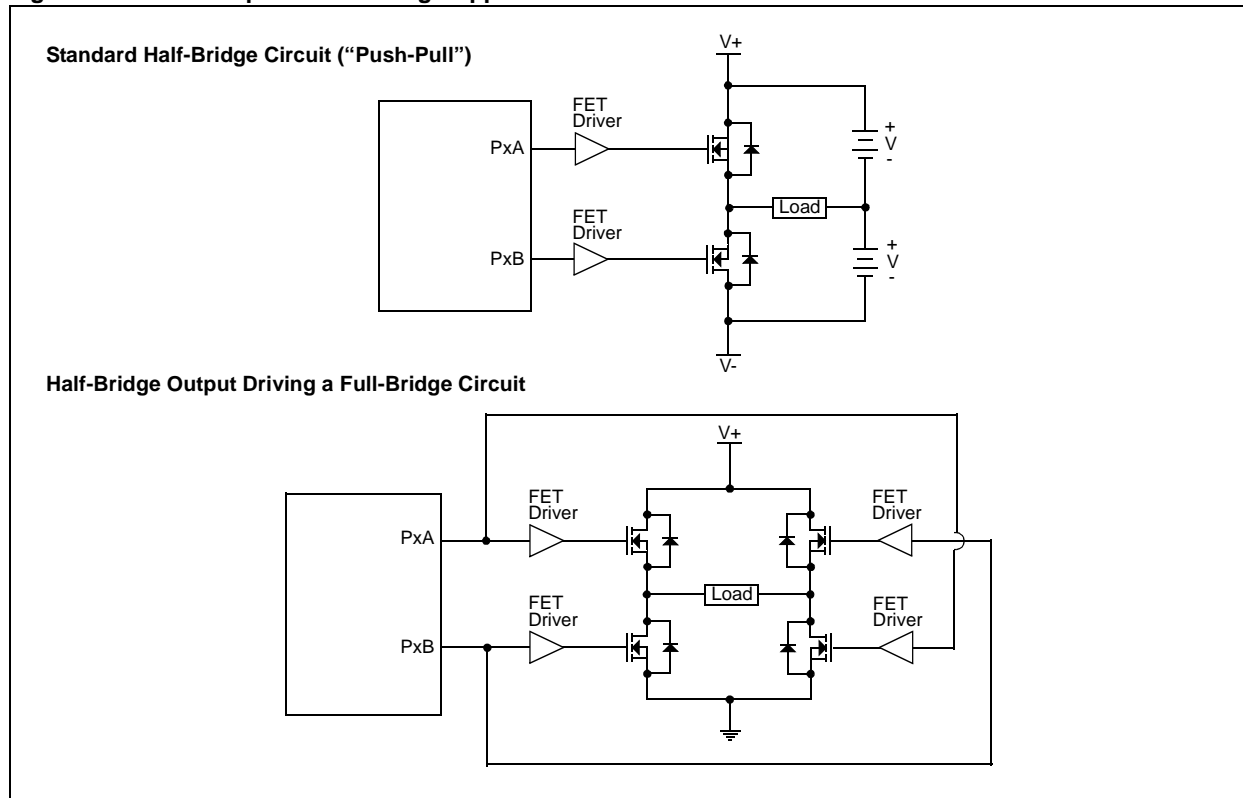 Standard Half-Bridge Circuit (“Push-Pull”)
V+
FET
Driver
PxA
+
V
-
Load
FET
Driver
PxB
+
V
-
V-
Half-Bridge Output Driving a Full-Bridge Circuit
V+
FET
Driver
FET
Driver
PxA
Load
FET
Driver
FET
Driver
PxB